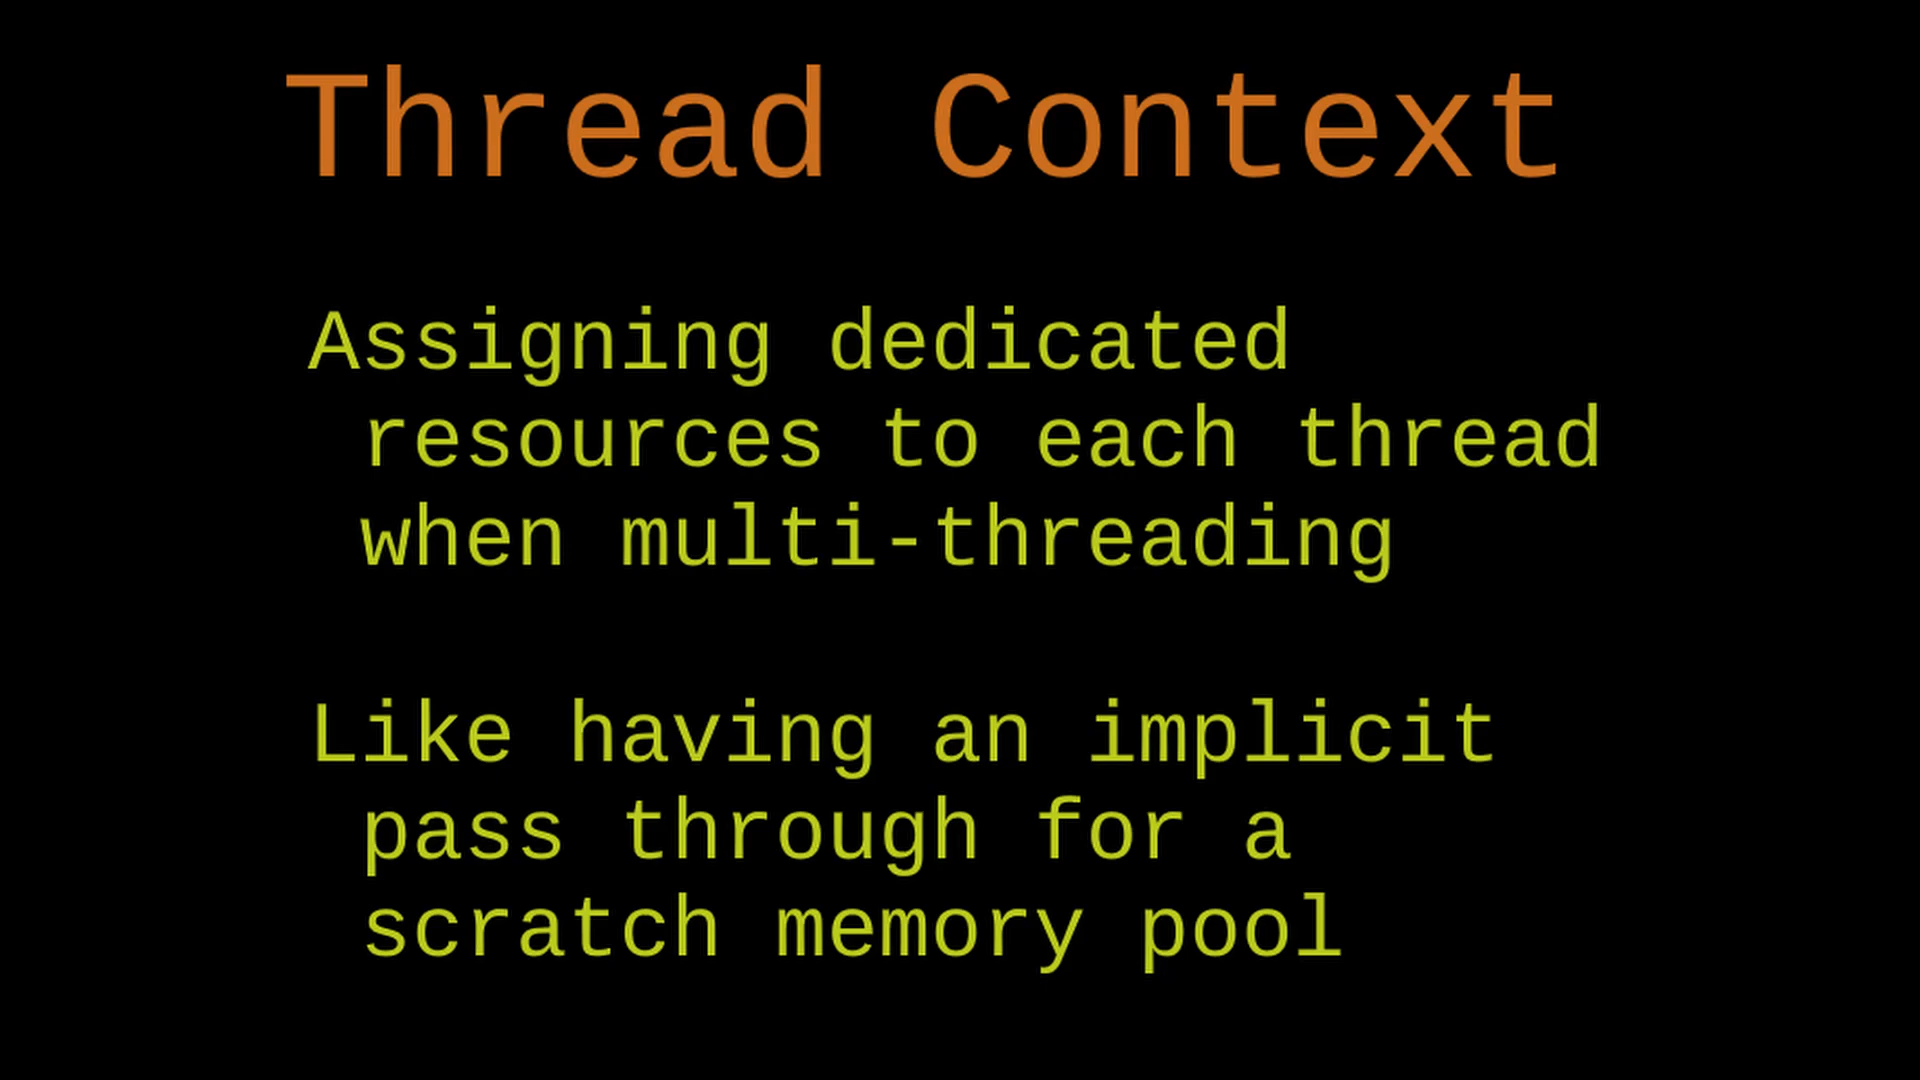 Thread Context
Assigning dedicated
resources to each thread
when multi-threading
Like having an implicit
pass through for a
scratch memory pool